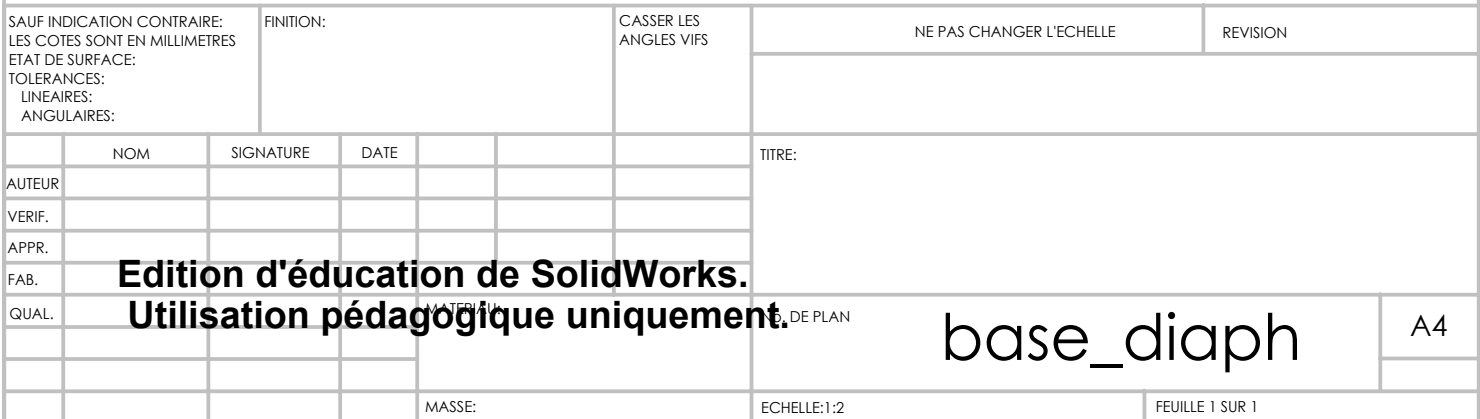 SAUF INDICATION CONTRAIRE:
LES COTES SONT EN MILLIMETRES
ETAT DE SURFACE:
TOLERANCES:
LINEAIRES:
ANGULAIRES:
FINITION:
CASSER LES
ANGLES VIFS
NE PAS CHANGER L'ECHELLE
REVISION
NOM
SIGNATURE
DATE
TITRE:
AUTEUR
VERIF.
APPR.
FAB.
QUAL.
Edition d'éducation de SolidWorks.
Utilisation pédagogique uniquement.
MATERIAU:
No. DE PLAN
base_diaph
A4
MASSE:
ECHELLE:1:2
FEUILLE 1 SUR 1